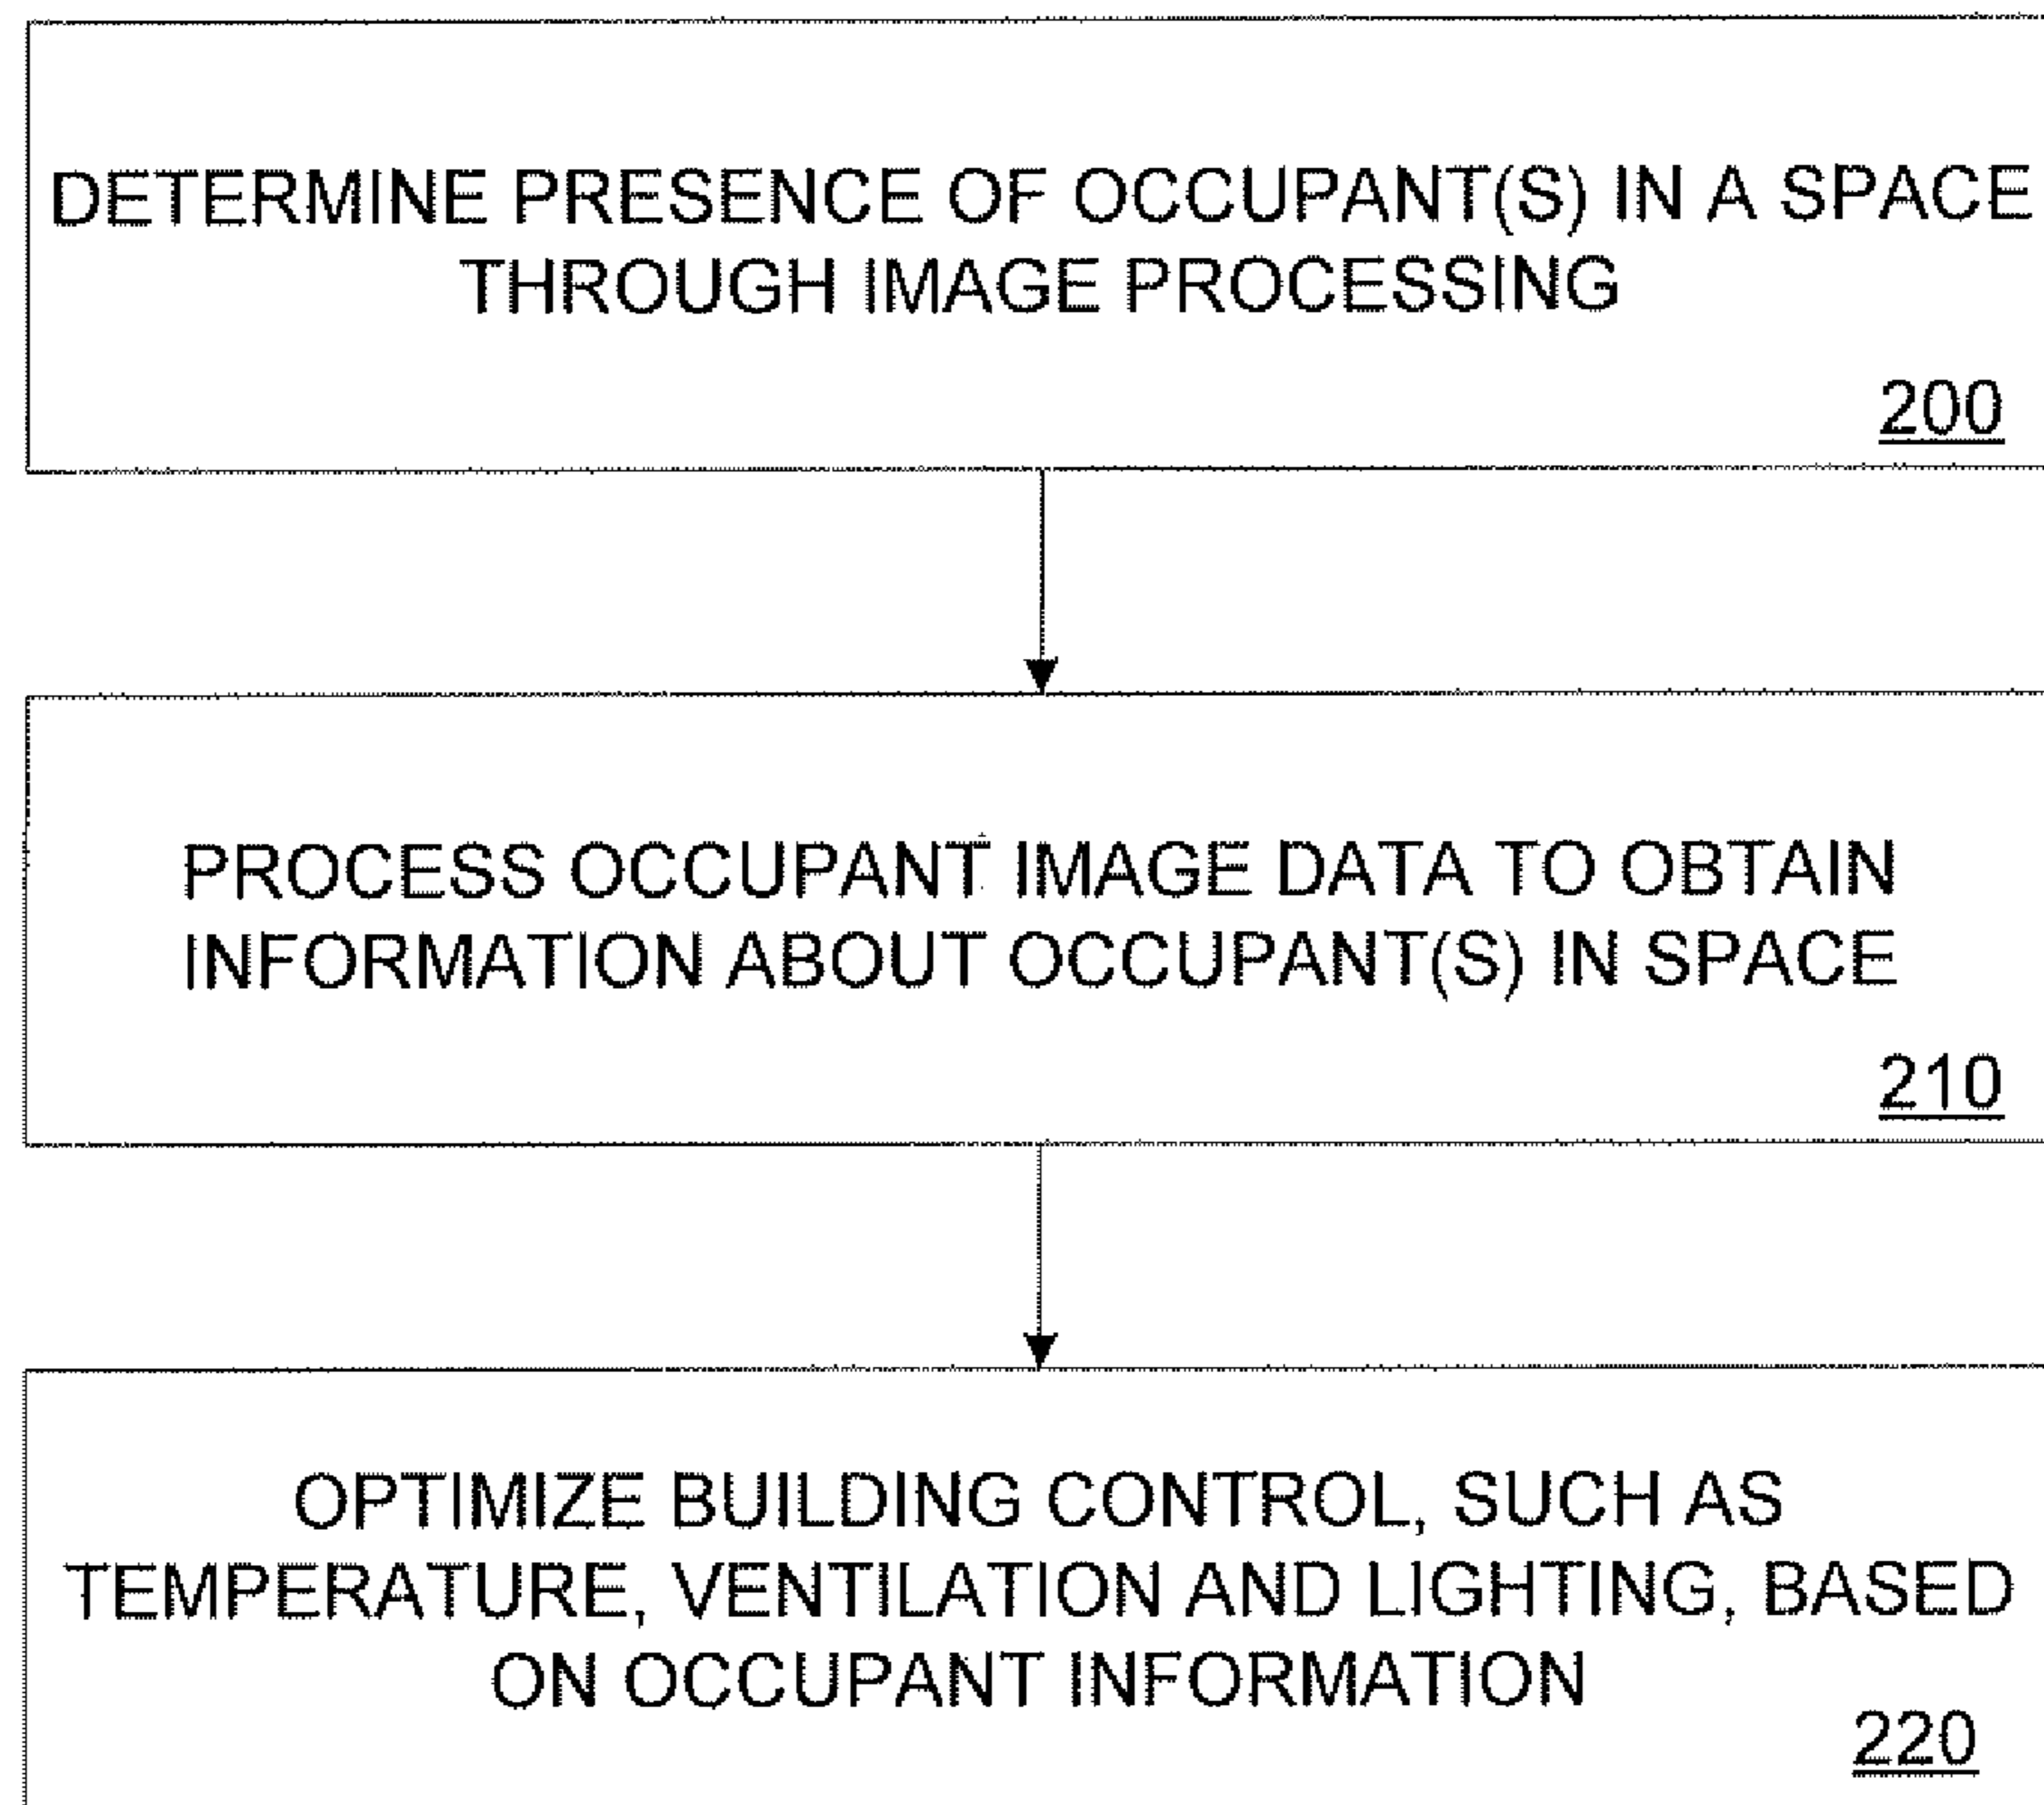 DETERMINE PRESENCE OF OCCUPANT(S) IN A SPACE
THROUGH IMAGE PROCESSING
200
PROCESS OCCUPANT IMAGE DATA TO OBTAIN
INFORMATION ABOUT OCCUPANT(S) IN SPACE
210
OPTIMIZE BUILDING CONTROL, SUCH AS
TEMPERATURE, VENTILATION AND LIGHTING, BASED
ON OCCUPANT INFORMATION
220